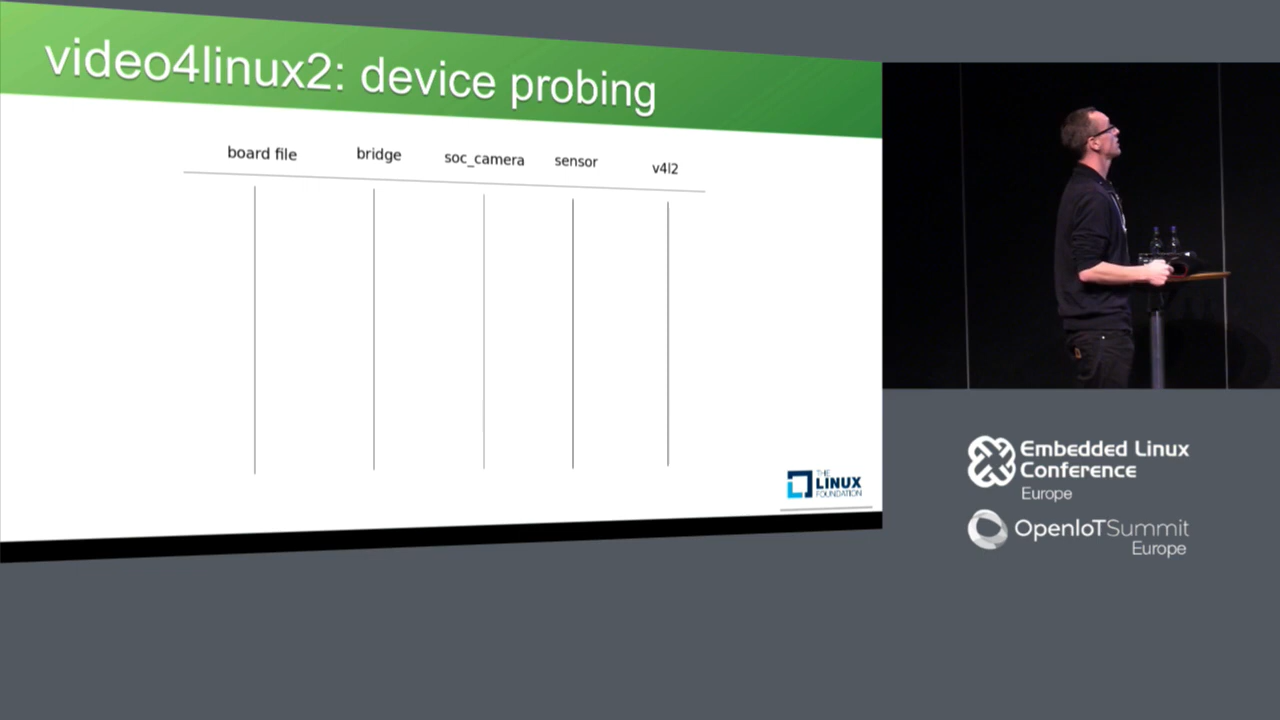 video4linux2: device probing
board file bridge soc_camera sensor v4l2
THE
LINUX
FOUNDATION
Embedded Linux
Conference
Europe
OpenIoTSummit
Europe